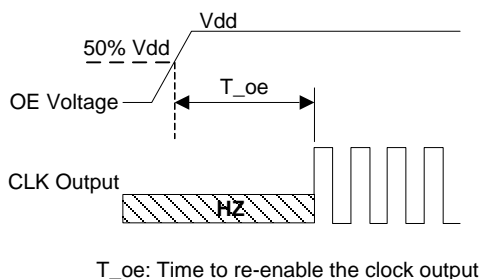 Vdd
50% Vdd
T_oe
OE Voltage
CLK Output
HZ
T_oe: Time to re-enable the clock output